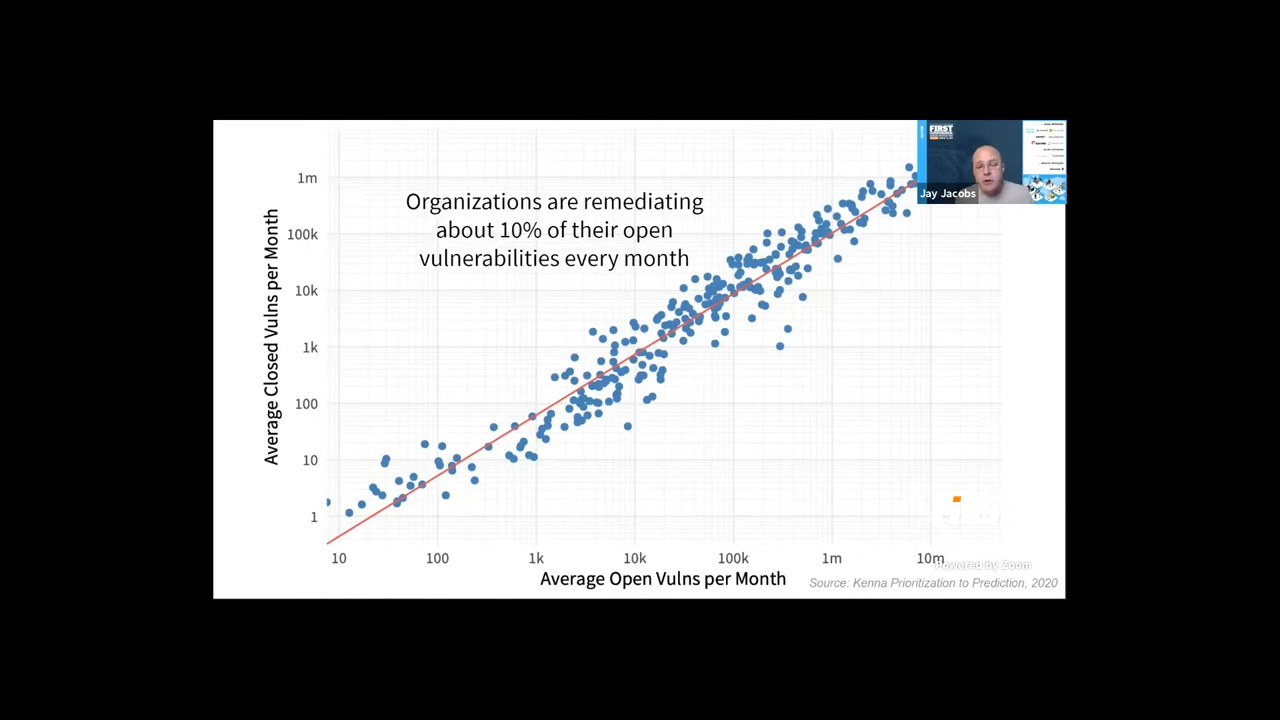 FIRST
Jay Jacobs
Organizations are remediating
about 10% of their open
vulnerabilities every month
Average Closed Vulns per Month
1m
100k
10k
1k
100
10
1
10
100
1k
10k
100k
1m
10m
Average Open Vulns per Month
Powered by Zoom
Source: Kenna Prioritization to Prediction, 2020